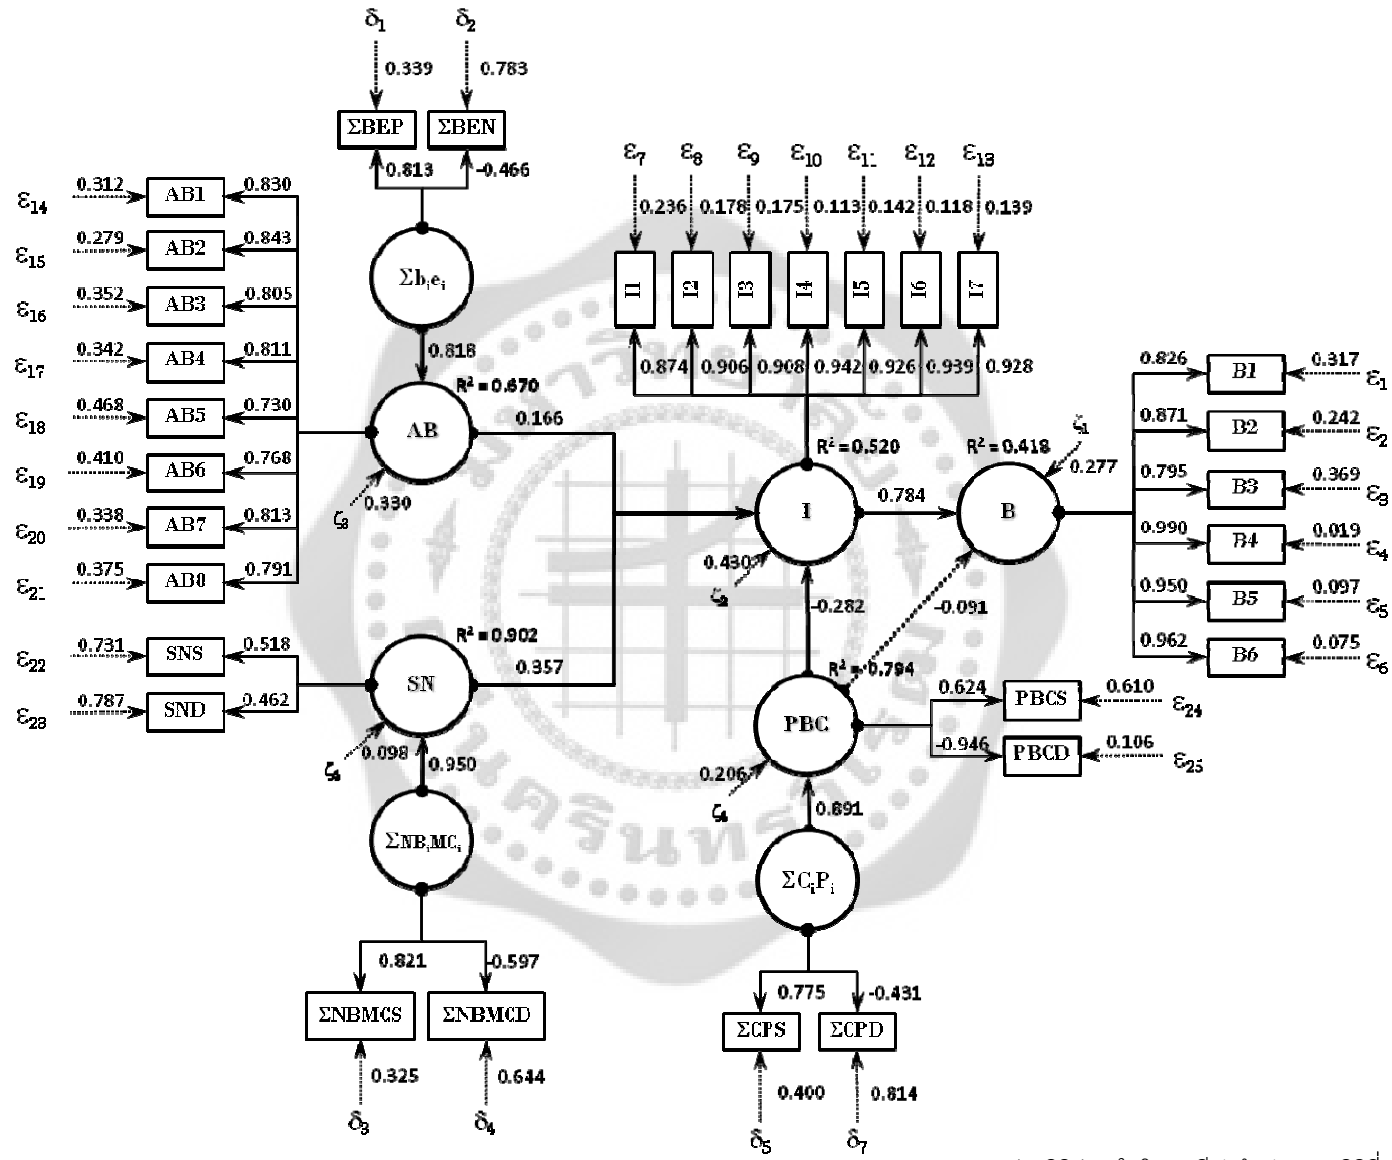 δ1 δ2
0.339 0.783
ΣBEP ΣBEN
0.813 -0.466
Σbiei
0.818
ε14 0.312 AB1 0.830
ε15 0.279 AB2 0.843
ε16 0.352 AB3 0.805
ε17 0.342 AB4 0.811
ε18 0.468 AB5 0.730
ε19 0.410 AB6 0.768
ε20 0.338 AB7 0.813
0.375 0.791
R² = 0.670
AB
0.166
ζ3 0.330
ε22 0.731 SNS 0.518
ε23 0.787 SND 0.462
R² = 0.902
SN
0.357
0.098
0.950
ΣNBiMCi
0.821 -0.597
ΣNBMCS ΣNBMCD
0.325 0.644
δ3 δ4
ε7 ε8 ε9 ε10 ε12 ε13
0.236 0.178 0.175 0.113 0.142 0.118 0.139
I1 I2 I3 I4 I5 I6 I7
0.874 0.906 0.908 0.942 0.926 0.939 0.928
R² = 0.520
I
0.784
0.430
ζ2
-0.282
-0.091
R² = 0.418
B
ζ1
0.277
0.826 B1 0.317 ε1
0.871 B2 0.242 ε2
0.795 B3 0.369 ε3
0.990 B4 0.019 ε4
0.950 B5 0.097 ε5
0.962 B6 0.075 ε6
R² = 0.794
PBC
0.624 PBCS 0.610 ε24
-0.946 PBCD 0.106 ε25
0.206
ζ4
0.891
ΣCiPi
0.775 -0.431
ΣCPS ΣCPD
0.400 0.814
δ5 δ7